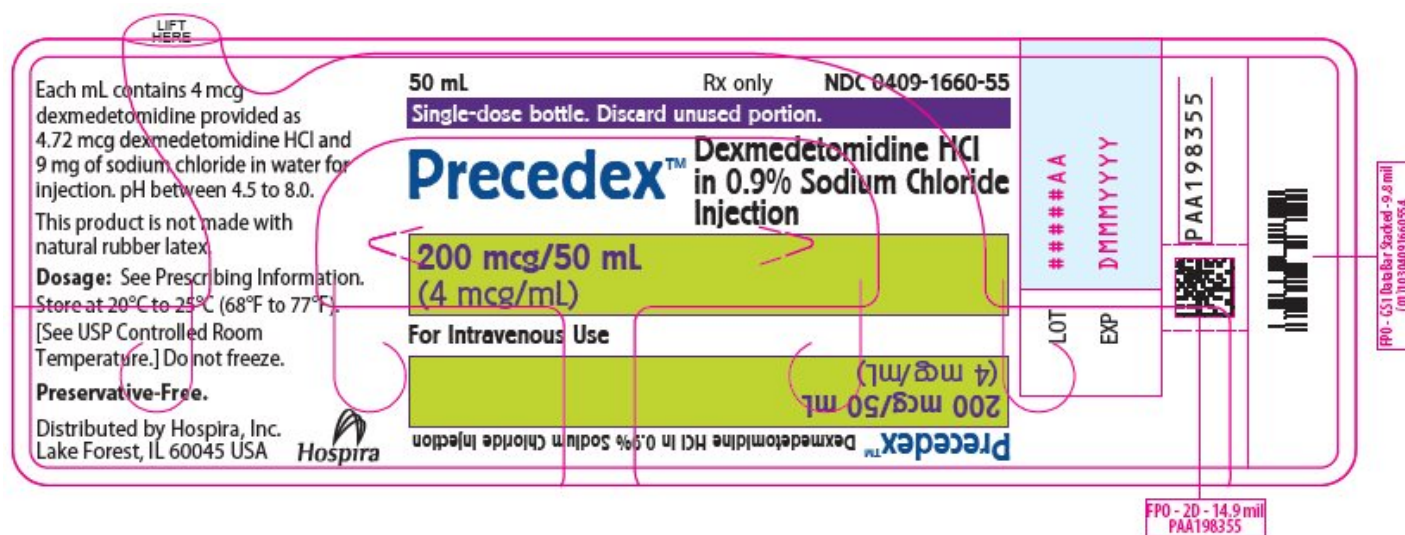 LIFT
HERE
Each mL contains 4 mcg
dexmedetomidine provided as
4.72 mcg dexmedetomidine HCl and
9 mg of sodium chloride in water for
injection. pH between 4.5 to 8.0.
This product is not made with
natural rubber latex.
Dosage: See Prescribing Information.
Store at 20°C to 25°C (68°F to 77°F).
[See USP Controlled Room
Temperature.] Do not freeze.
Preservative-Free.
Distributed by Hospira, Inc.
Lake Forest, IL 60045 USA
Hospira
50 mL Rx only NDC 0409-1660-55
Single-dose bottle. Discard unused portion.
Precedex™
Dexmedetomidine HCl
in 0.9% Sodium Chloride
Injection
200 mcg/50 mL
(4 mcg/mL)
For Intravenous Use
Precedex™ Dexmedetomidine HCl in 0.9% Sodium Chloride Injection
200 mcg/50 mL
(4 mcg/mL)
LOT #####AA
EXP DMMMYYYY
PAA198355
FPO - GS1 DataBar Stacked - 9.8 mil
(01)10304091660554
FPO - 2D - 14.9 mil
PAA198355